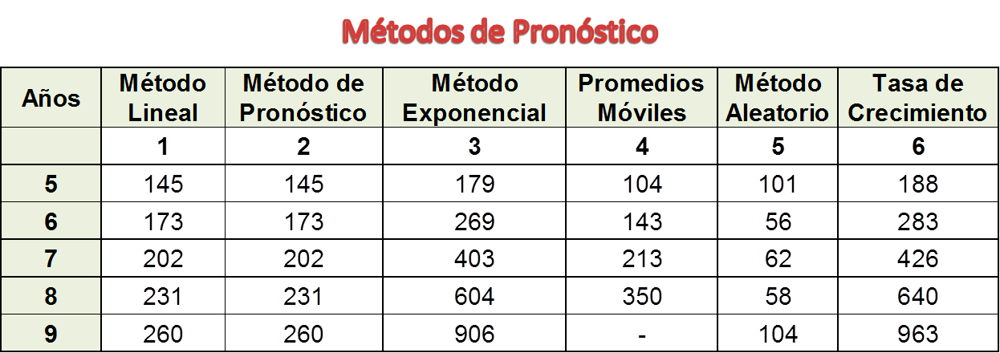 Métodos de Pronóstico
Años Método Lineal Método de Pronóstico Método Exponencial Promedios Móviles Método Aleatorio Tasa de Crecimiento
1 2 3 4 5 6
5 145 145 179 104 101 188
6 173 173 269 143 56 283
7 202 202 403 213 62 426
8 231 231 604 350 58 640
9 260 260 906 - 104 963